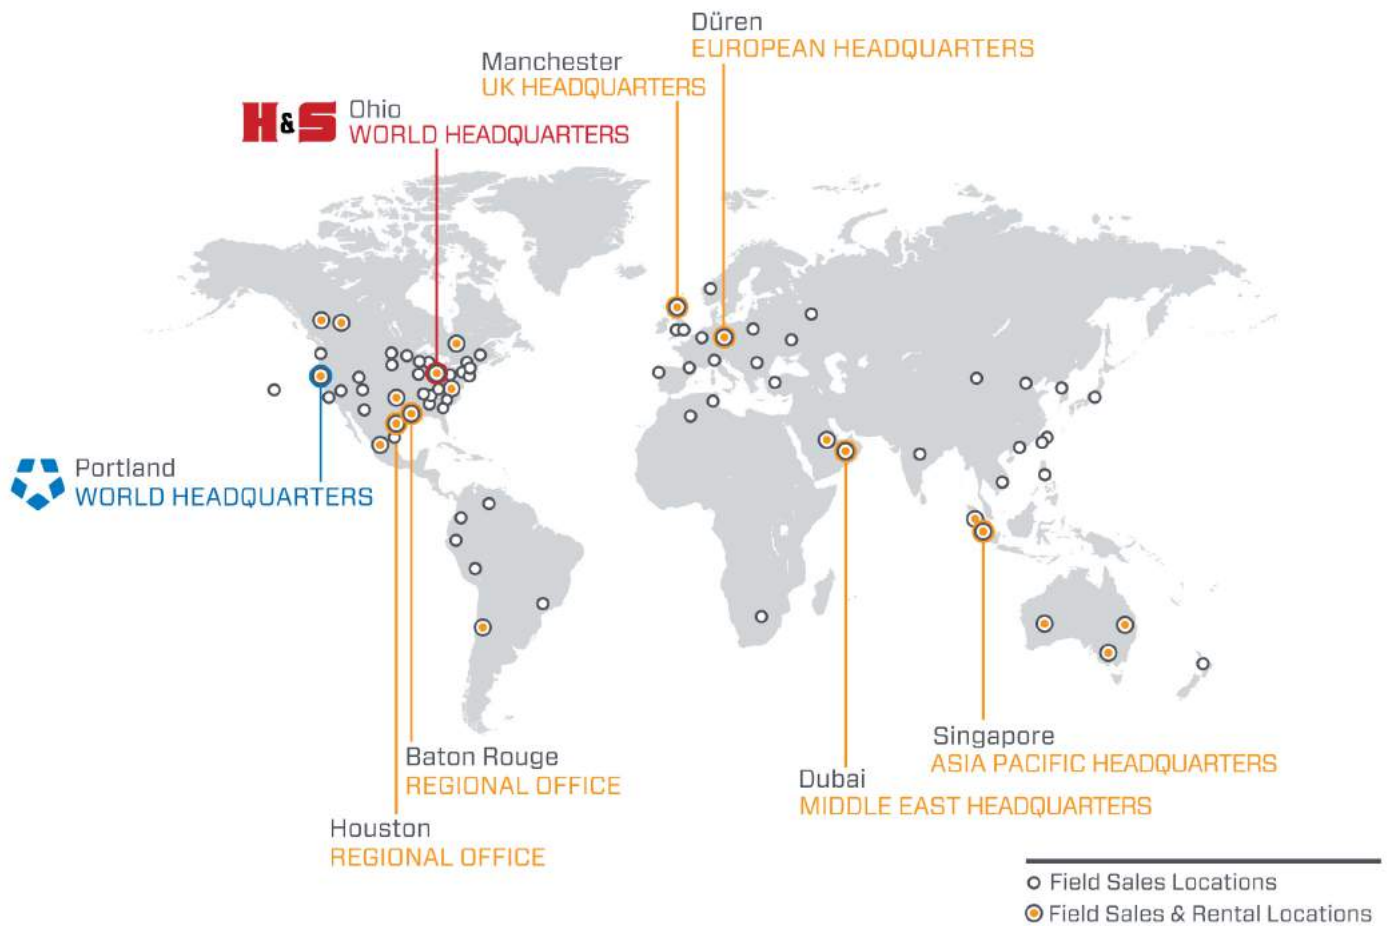 Düren
EUROPEAN HEADQUARTERS
Manchester
UK HEADQUARTERS
H&S
Ohio
WORLD HEADQUARTERS
Portland
WORLD HEADQUARTERS
Baton Rouge
REGIONAL OFFICE
Houston
REGIONAL OFFICE
Singapore
ASIA PACIFIC HEADQUARTERS
Dubai
MIDDLE EAST HEADQUARTERS
Field Sales Locations
Field Sales & Rental Locations